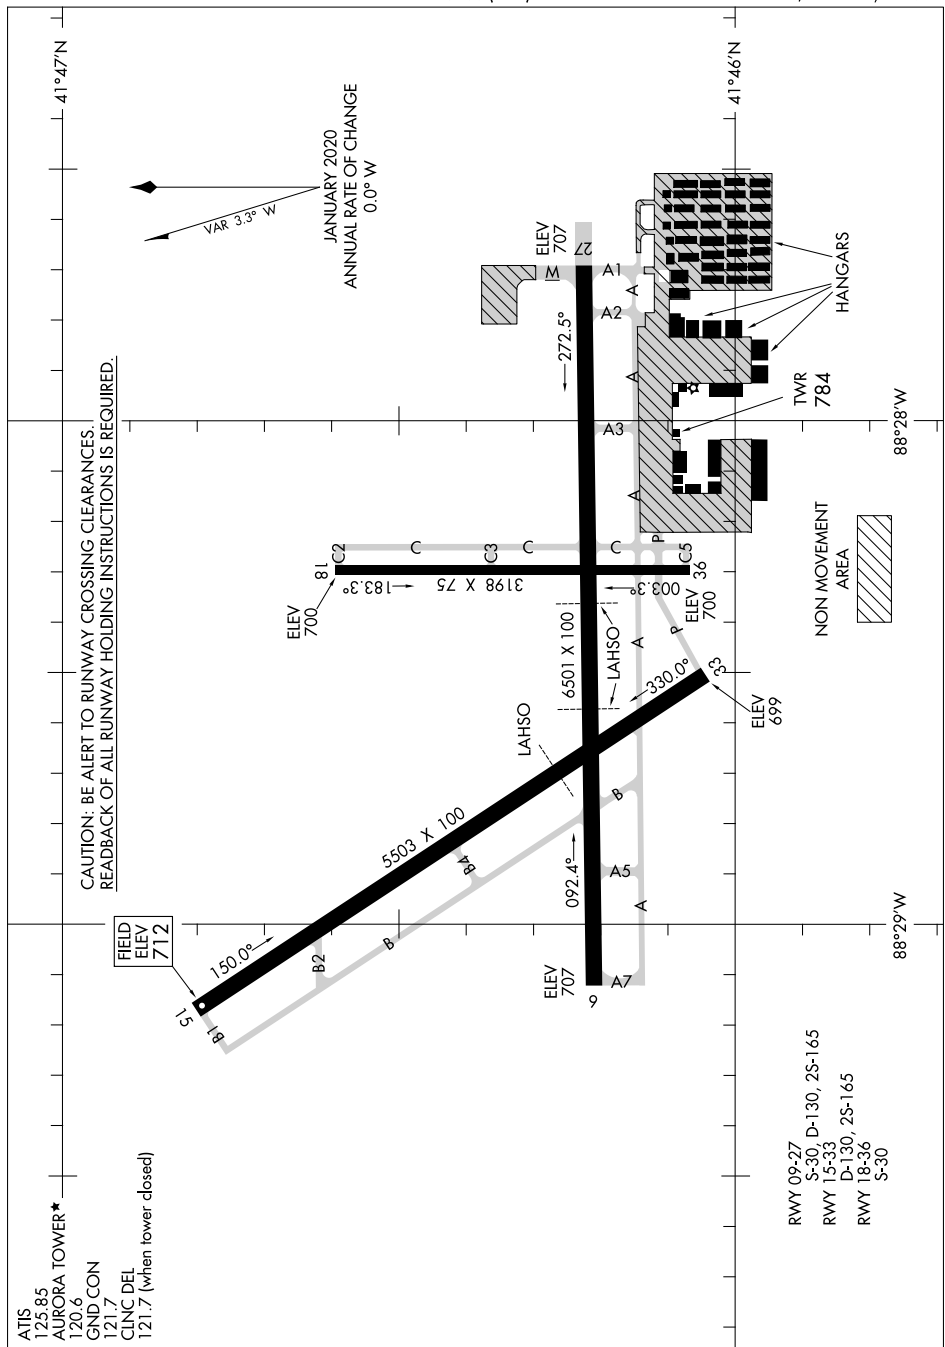 ATIS
125.85
AURORA TOWER★
120.6
GND CON
121.7
CLNC DEL
121.7 (when tower closed)
CAUTION: BE ALERT TO RUNWAY CROSSING CLEARANCES.
READBACK OF ALL RUNWAY HOLDING INSTRUCTIONS IS REQUIRED.
JANUARY 2020
ANNUAL RATE OF CHANGE
0.0° W
VAR 3.3° W
41°47'N
41°46'N
88°28'W
88°29'W
FIELD
ELEV
712
15
150.0°
5503 X 100
330.0°
33
ELEV
699
B1
B2
B
B4
B
LAHSO
LAHSO
ELEV
700
18
183.3°
3198 X 75
003.3°
36
ELEV
700
C2
C
C3
C
C
C5
P
P
ELEV
707
9
092.4°
6501 X 100
272.5°
27
ELEV
707
A7
A
A5
A
A
A3
A
A2
A
A1
M
HANGARS
TWR
784
NON MOVEMENT
AREA
RWY 09-27
S-30, D-130, 2S-165
RWY 15-33
D-130, 2S-165
RWY 18-36
S-30